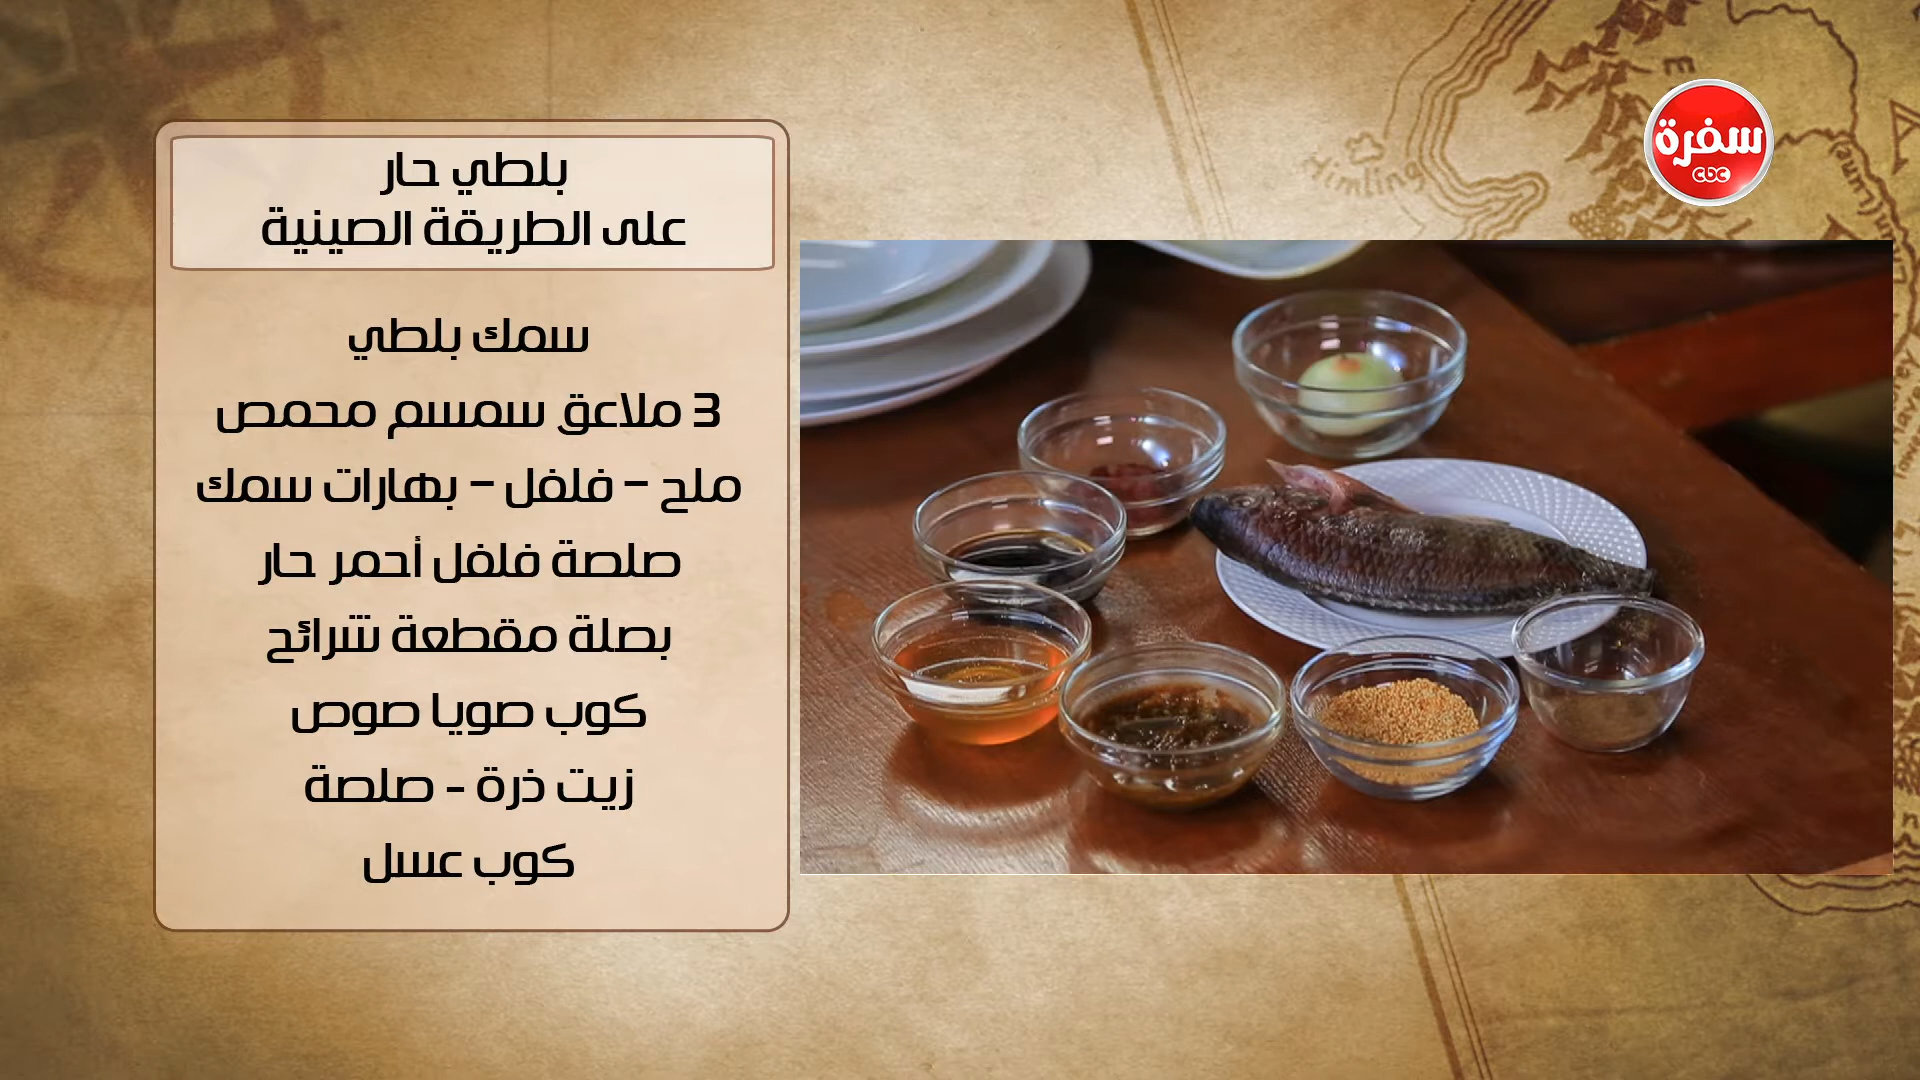 بلطي حار
على الطريقة الصينية
سمك بلطي
3 ملاعق سمسم محمص
ملح – فلفل – بهارات سمك
صلصة فلفل أحمر حار
بصلة مقطعة شرائح
كوب صويا صوص
زيت ذرة - صلصة
كوب عسل
سفرة
cbc